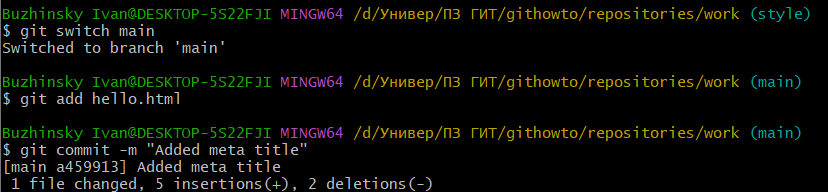 Buzhinsky Ivan@DESKTOP-5S22FJI MINGW64 /d/Универ/ПЗ ГИТ/githowto/repositories/work (style)
$ git switch main
Switched to branch 'main'
Buzhinsky Ivan@DESKTOP-5S22FJI MINGW64 /d/Универ/ПЗ ГИТ/githowto/repositories/work (main)
$ git add hello.html
Buzhinsky Ivan@DESKTOP-5S22FJI MINGW64 /d/Универ/ПЗ ГИТ/githowto/repositories/work (main)
$ git commit -m "Added meta title"
[main a459913] Added meta title
 1 file changed, 5 insertions(+), 2 deletions(-)